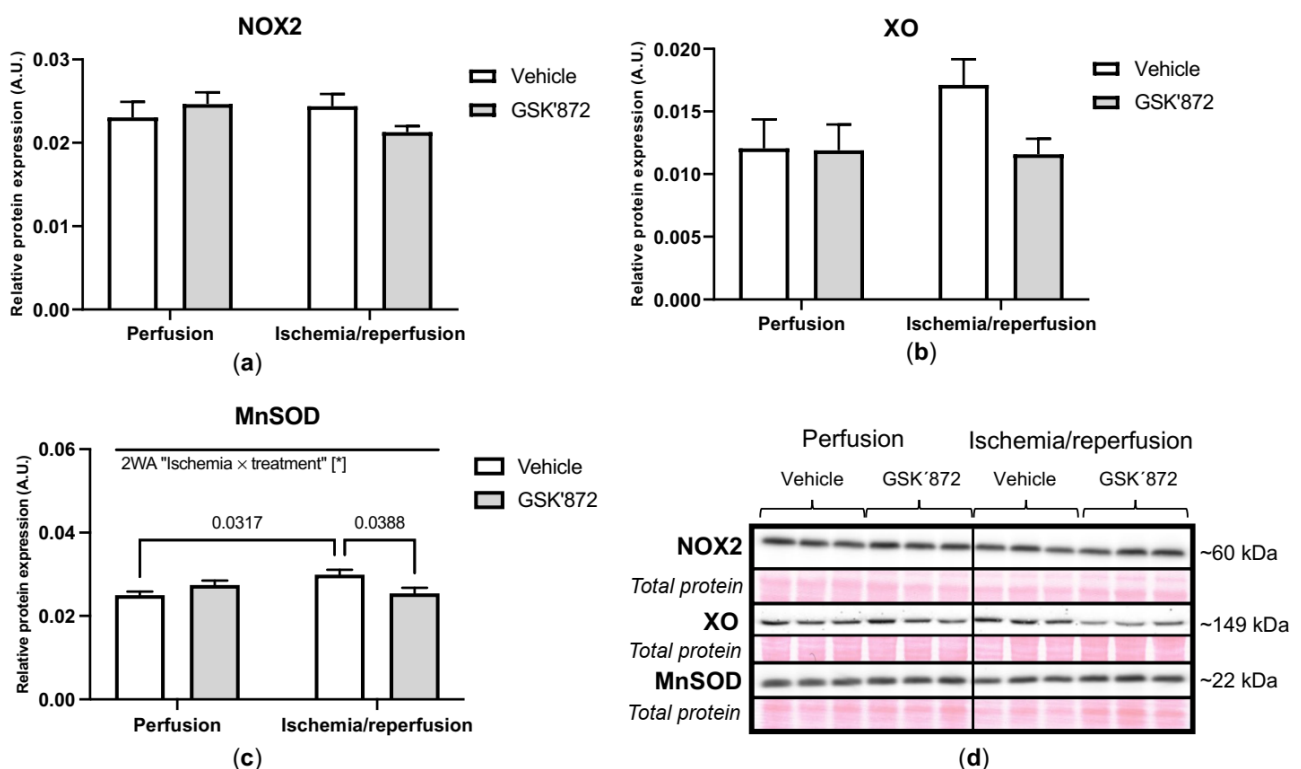 NOX2
Relative protein expression (A.U.)
0.03
0.02
0.01
0.00
Vehicle
GSK'872
Perfusion
Ischemia/reperfusion
(a)
XO
Relative protein expression (A.U.)
0.020
0.015
0.010
0.005
0.000
Vehicle
GSK'872
Perfusion
Ischemia/reperfusion
(b)
MnSOD
Relative protein expression (A.U.)
0.06
0.04
0.02
0.00
2WA "Ischemia × treatment" [*]
0.0317
0.0388
Vehicle
GSK'872
Perfusion
Ischemia/reperfusion
(c)
Perfusion Ischemia/reperfusion
Vehicle GSK´872 Vehicle GSK´872
NOX2 ~60 kDa
Total protein
XO ~149 kDa
Total protein
MnSOD ~22 kDa
Total protein
(d)